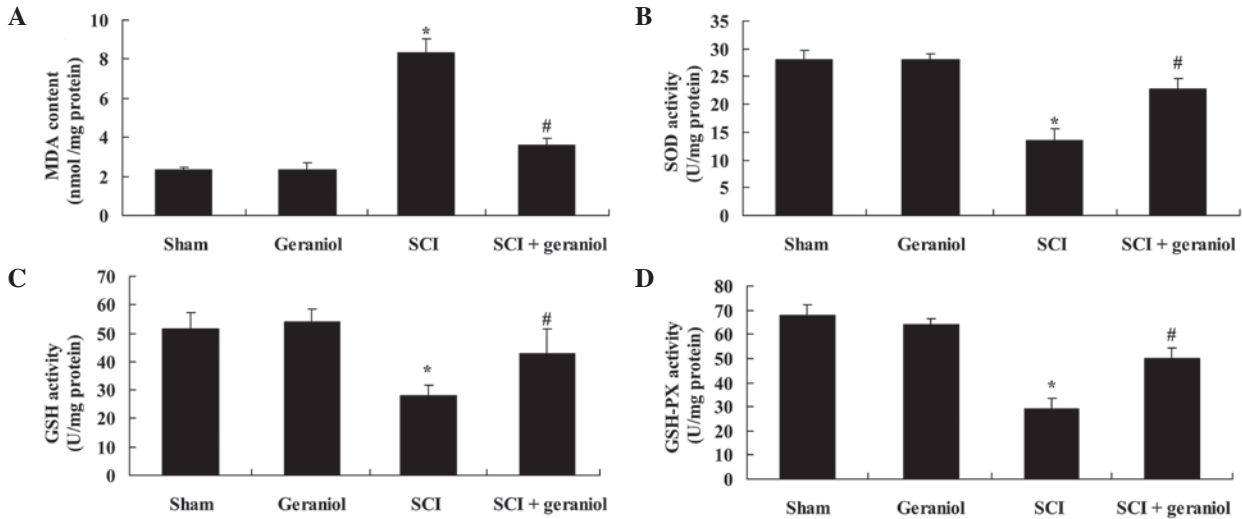 A
MDA content
(nmol /mg protein)
10
8
6
4
2
0
*
#
Sham Geraniol SCI SCI + geraniol
B
SOD activity
(U/mg protein)
35
30
25
20
15
10
5
0
*
#
Sham Geraniol SCI SCI + geraniol
C
GSH activity
(U/mg protein)
70
60
50
40
30
20
10
0
*
#
Sham Geraniol SCI SCI + geraniol
D
GSH-PX activity
(U/mg protein)
80
70
60
50
40
30
20
10
0
*
#
Sham Geraniol SCI SCI + geraniol